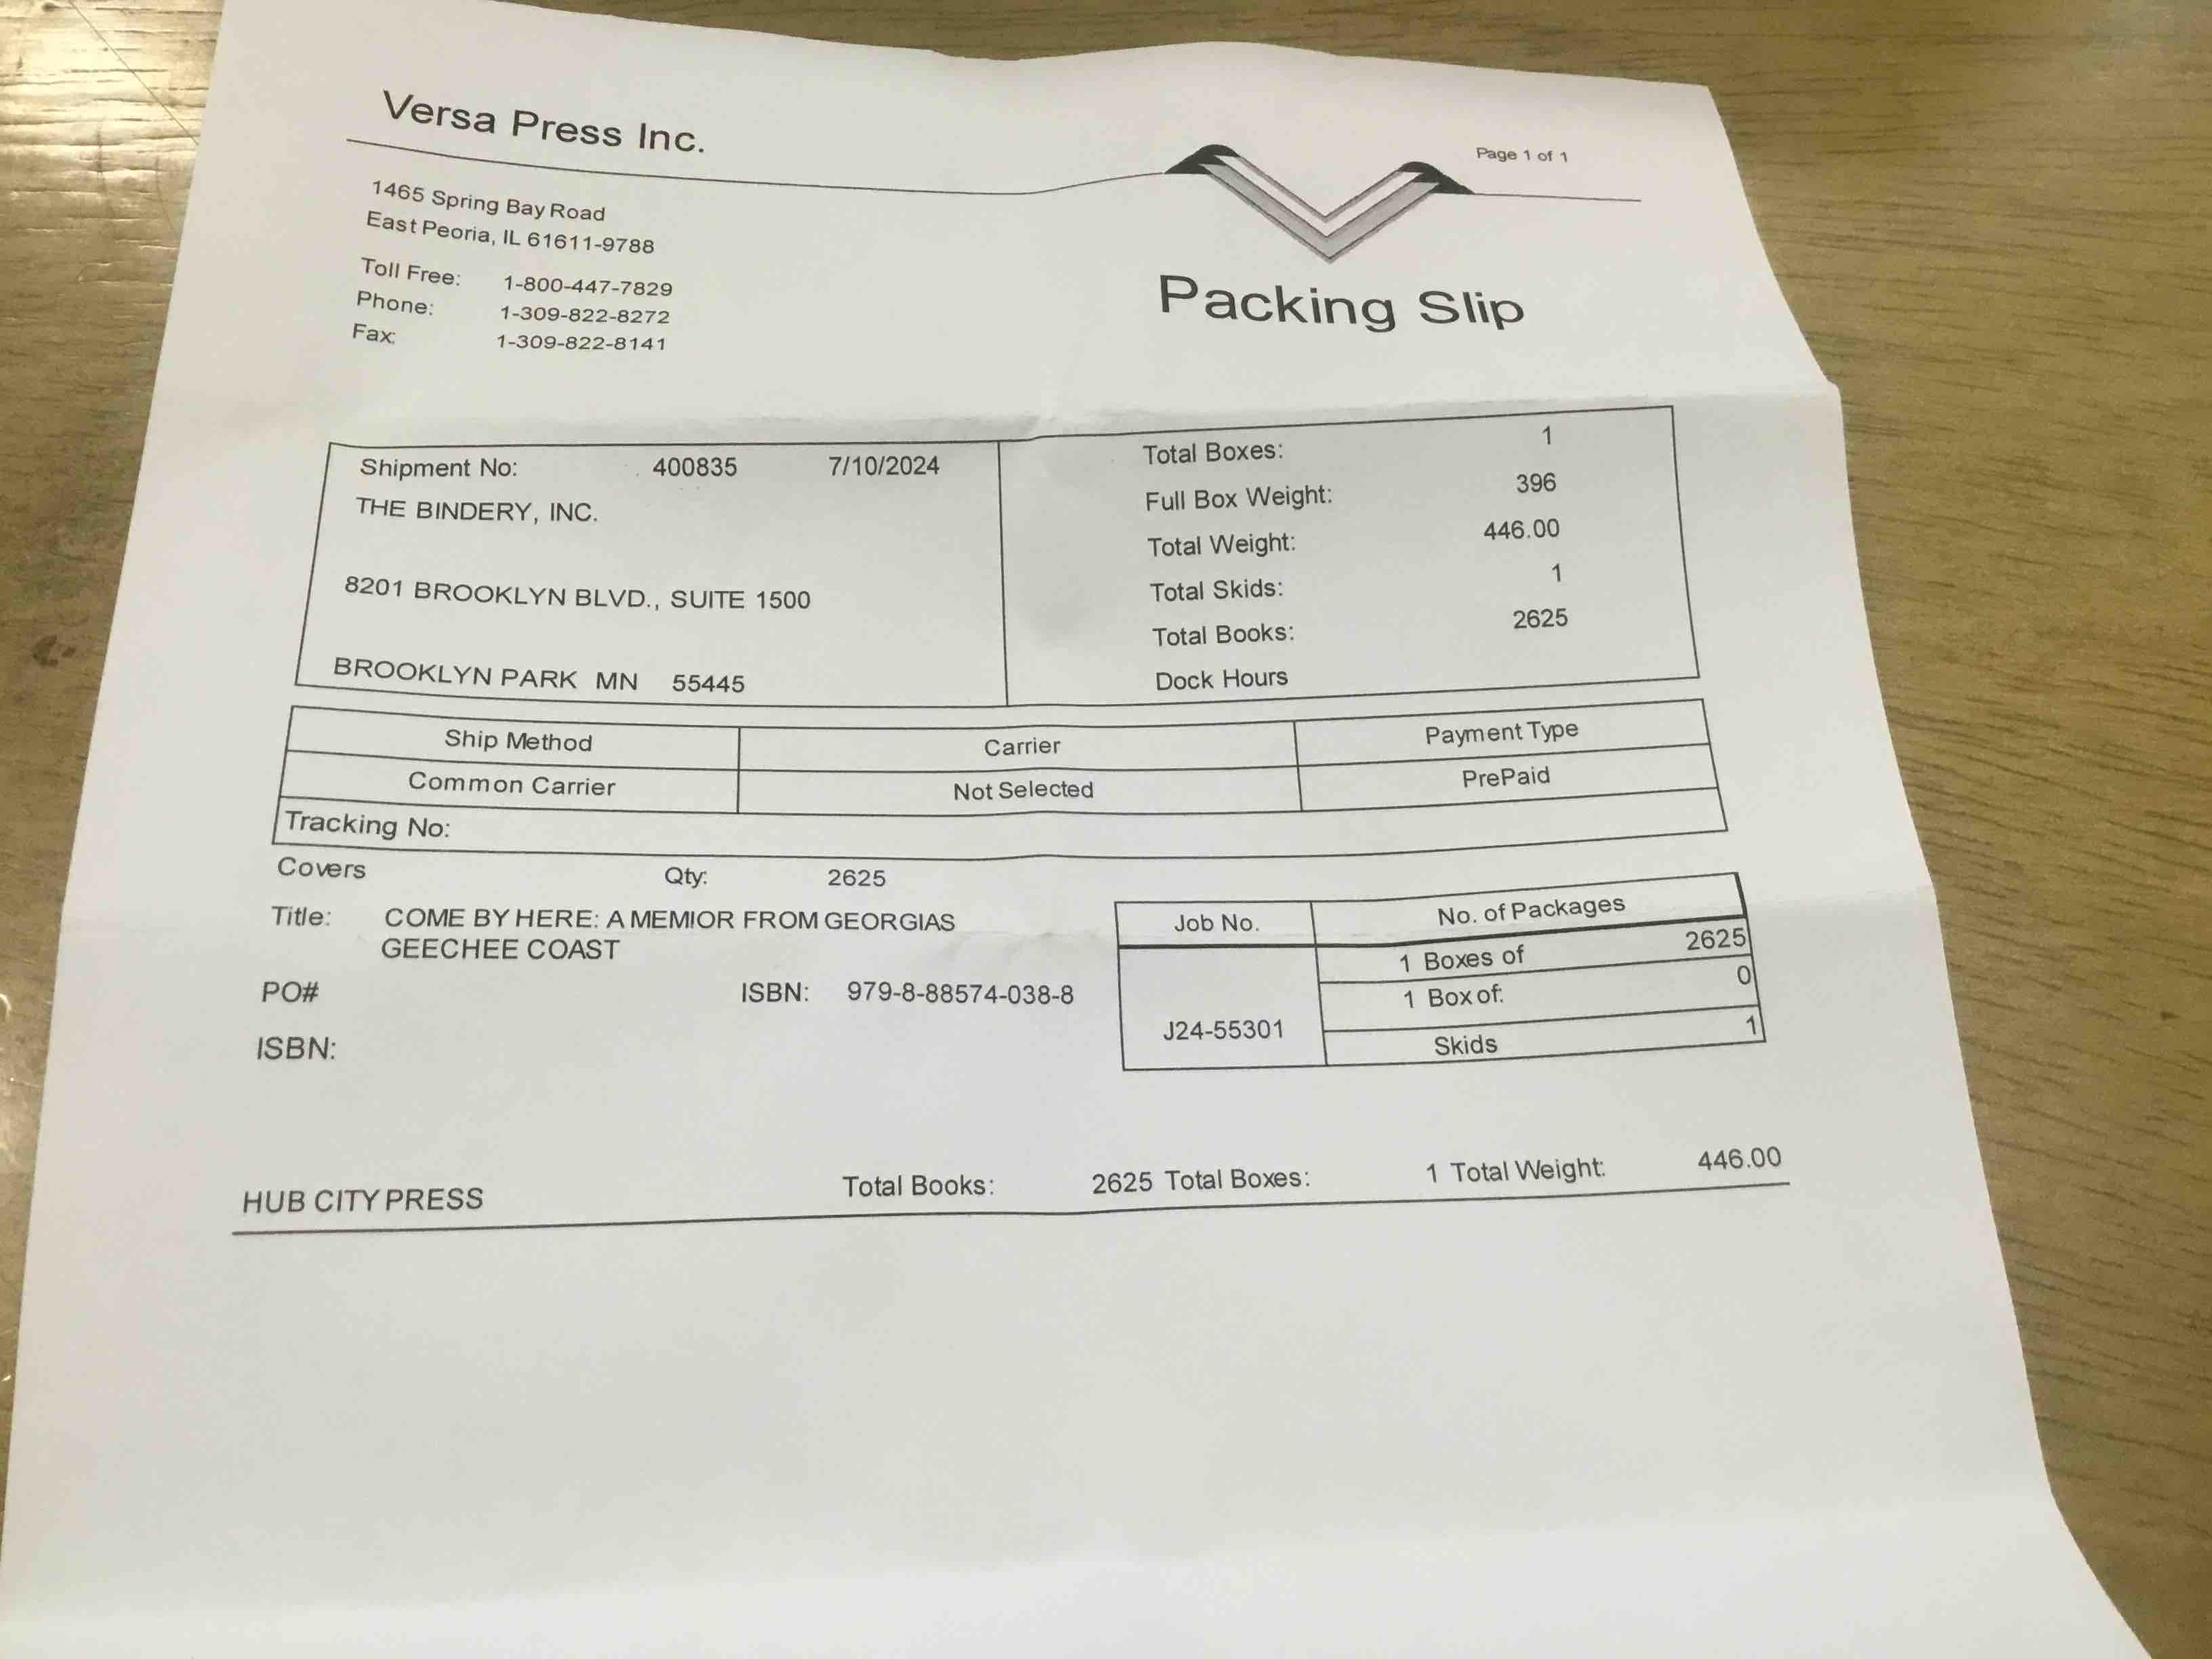 Versa Press Inc.
Page 1 of 1
1465 Spring Bay Road
East Peoria, IL 61611-9788
Toll Free: 1-800-447-7829
Phone: 1-309-822-8272
Fax: 1-309-822-8141
Packing Slip
Shipment No: 400835 7/10/2024
THE BINDERY, INC.
8201 BROOKLYN BLVD., SUITE 1500
BROOKLYN PARK MN 55445
Total Boxes: 1
Full Box Weight: 396
Total Weight: 446.00
Total Skids: 1
Total Books: 2625
Dock Hours
Ship Method Carrier Payment Type
Common Carrier Not Selected PrePaid
Tracking No:
Covers Qty: 2625
Title: COME BY HERE: A MEMIOR FROM GEORGIAS
GEECHEE COAST
PO# ISBN: 979-8-88574-038-8
ISBN:
Job No. No. of Packages
1 Boxes of 2625
1 Box of: 0
J24-55301
Skids 1
HUB CITY PRESS Total Books: 2625 Total Boxes: 1 Total Weight: 446.00